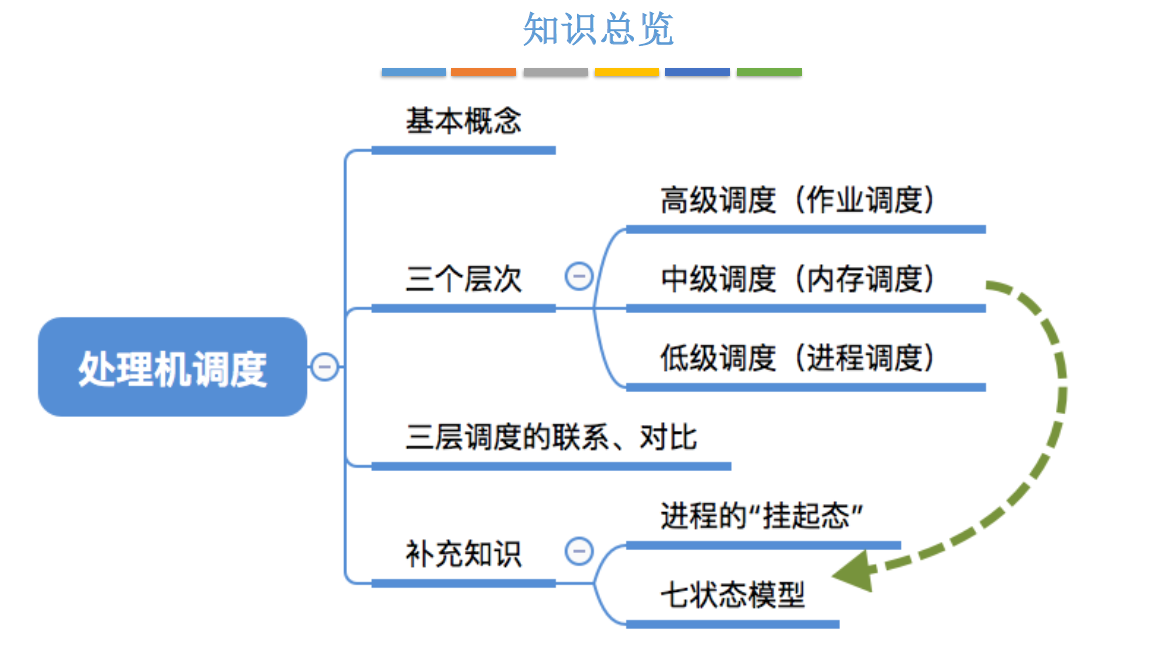 知识总览
基本概念
高级调度（作业调度）
三个层次
中级调度（内存调度）
低级调度（进程调度）
处理机调度
三层调度的联系、对比
进程的“挂起态”
补充知识
七状态模型